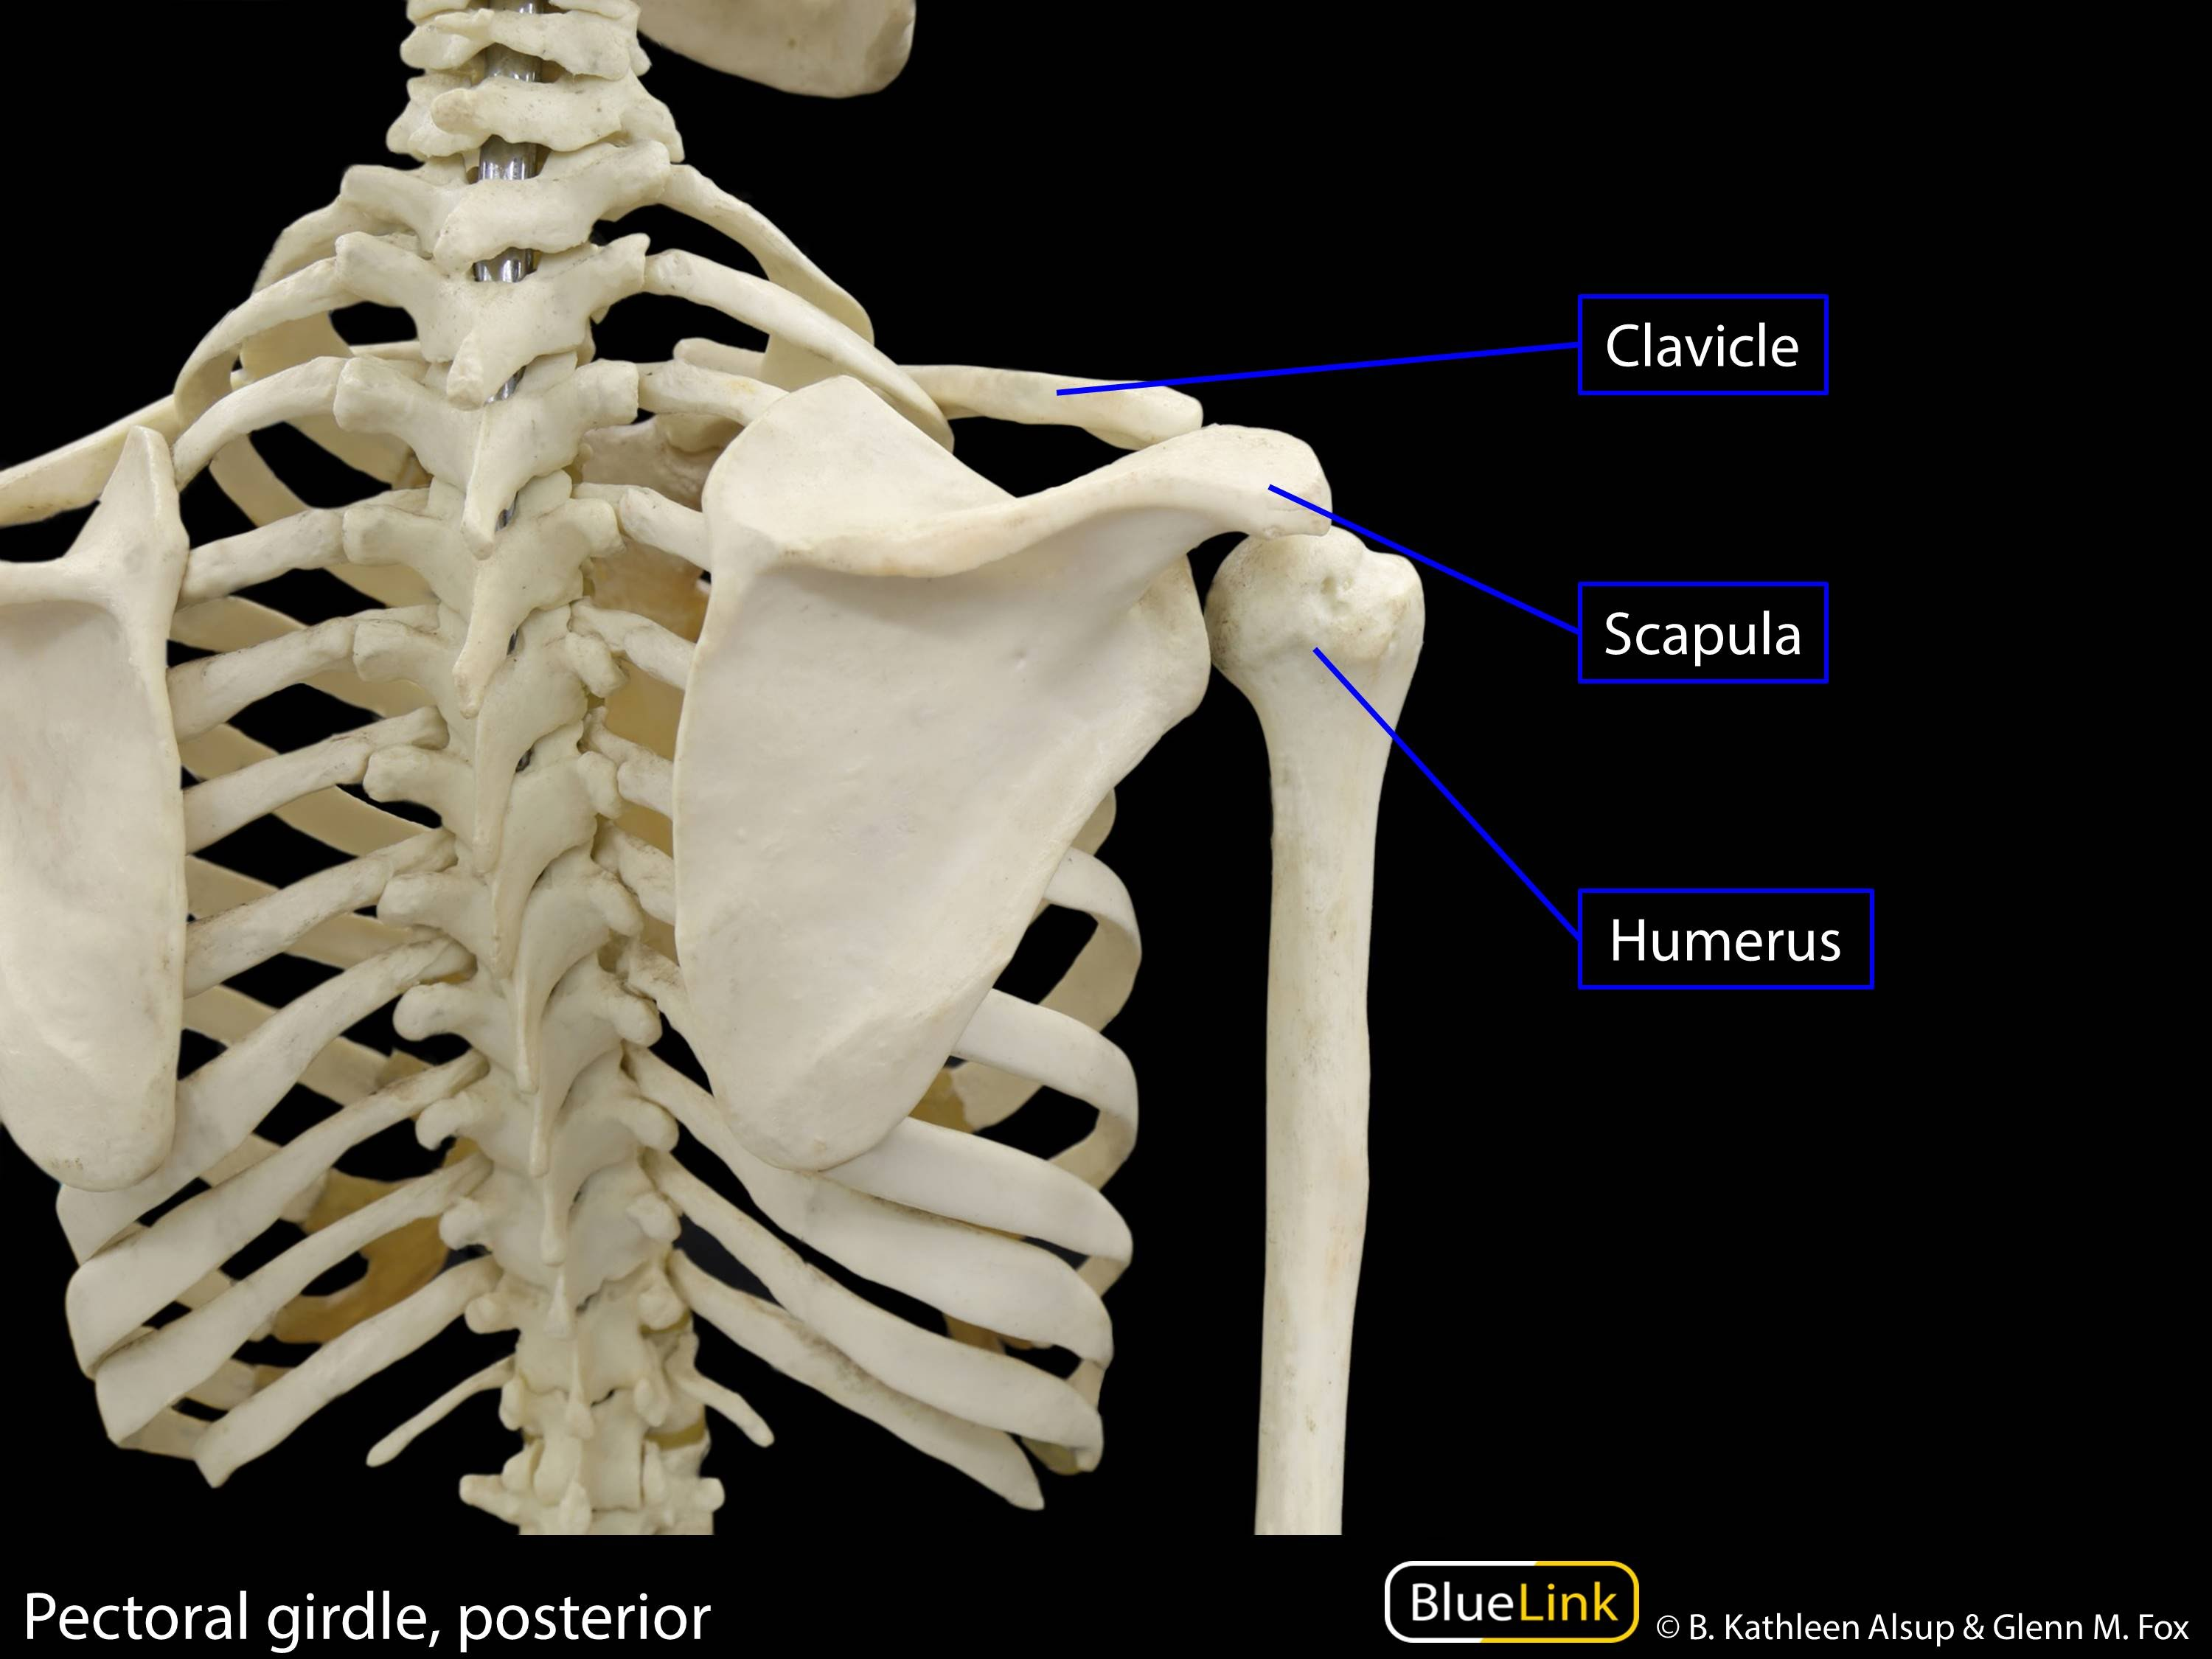 Clavicle
Scapula
Humerus
Pectoral girdle, posterior
BlueLink
© B. Kathleen Alsup & Glenn M. Fox